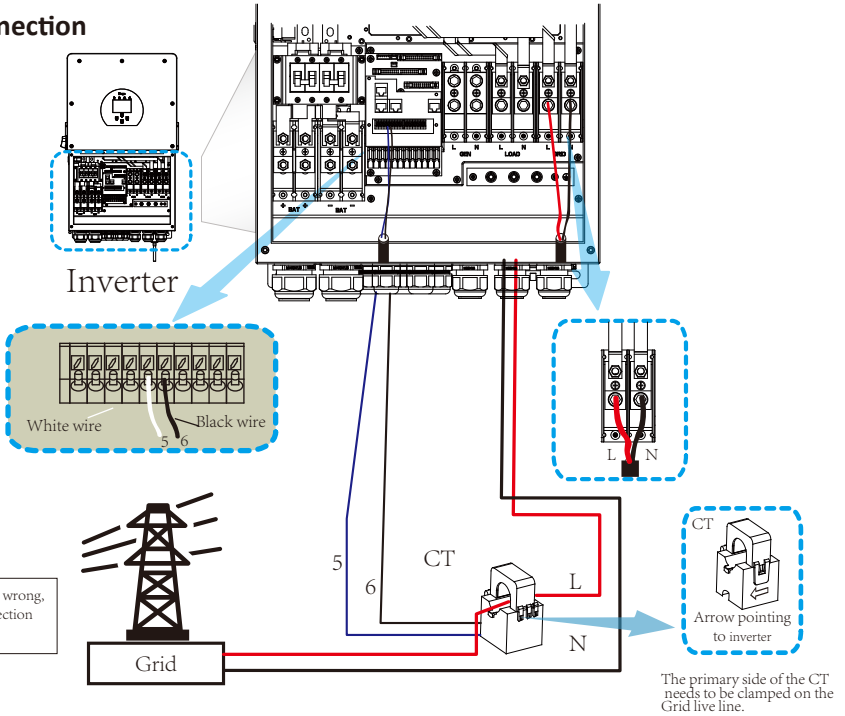 nection
Inverter
+ BAT + - BAT -
L N L N L N
GEN LOAD GRID
White wire
Black wire
5 6
L N
5
6
CT
L
N
CT
Arrow pointing
to inverter
wrong,
ection
Grid
The primary side of the CT
needs to be clamped on the
Grid live line.